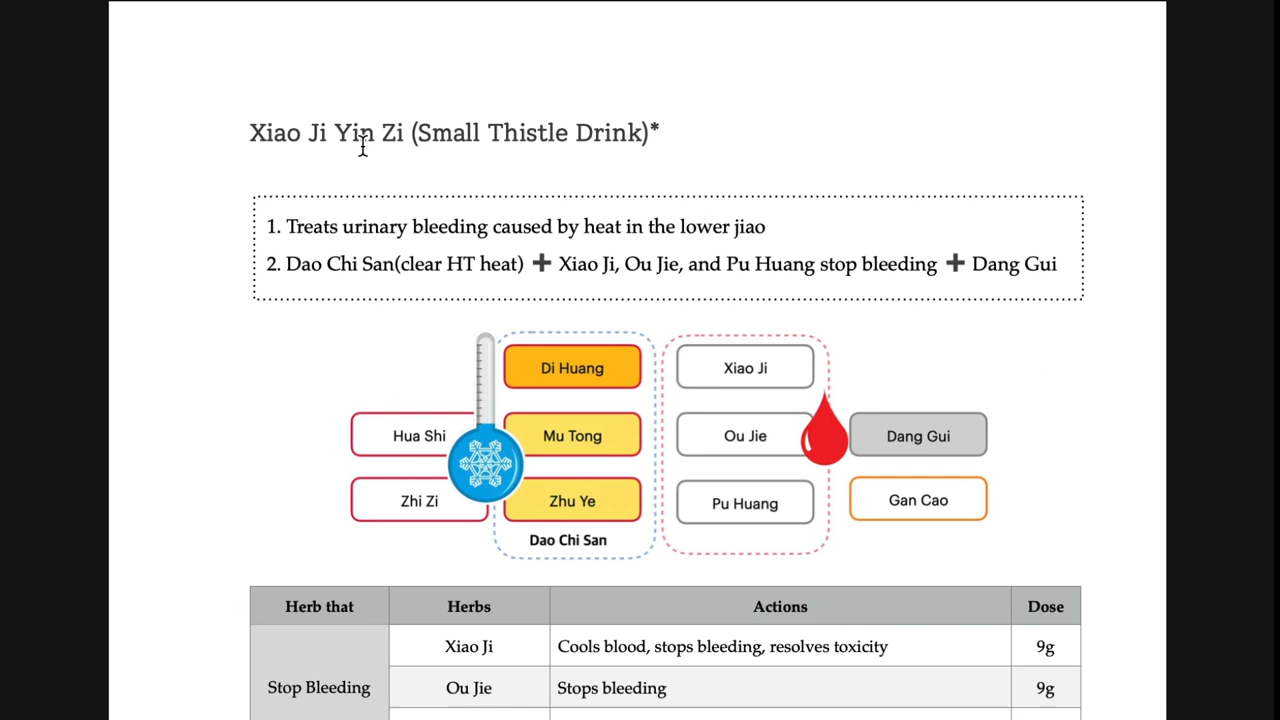 Xiao Ji Yin Zi (Small Thistle Drink)*
1. Treats urinary bleeding caused by heat in the lower jiao
2. Dao Chi San(clear HT heat) ➕ Xiao Ji, Ou Jie, and Pu Huang stop bleeding ➕ Dang Gui
Di Huang Xiao Ji
Hua Shi Mu Tong Ou Jie Dang Gui
Zhi Zi Zhu Ye Pu Huang Gan Cao
Dao Chi San
Herb that Herbs Actions Dose
Xiao Ji Cools blood, stops bleeding, resolves toxicity 9g
Stop Bleeding Ou Jie Stops bleeding 9g